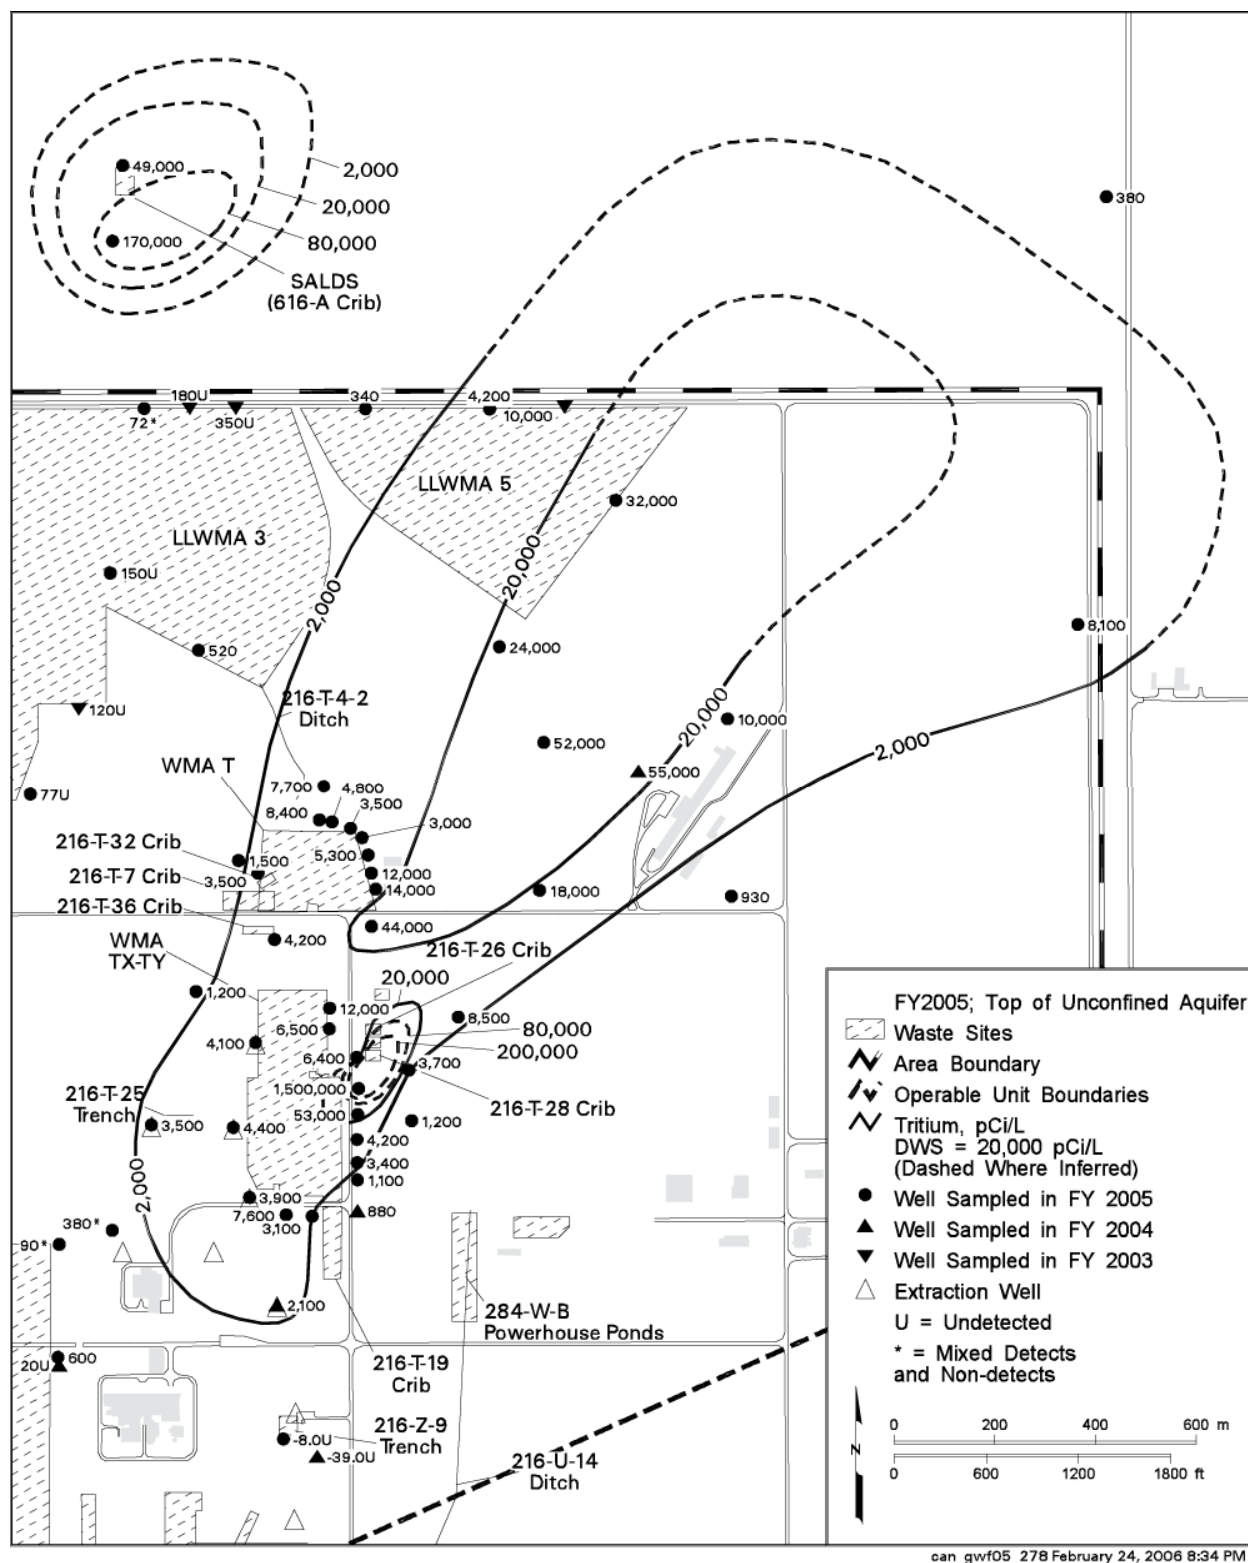 49,000
2,000
20,000
80,000
170,000
SALDS
(616-A Crib)
380
180U
340
4,200
72*
350U
10,000
LLWMA 5
32,000
LLWMA 3
20,000
150U
2,000
8,100
520
24,000
216-T-4-2
Ditch
120U
20,000
10,000
52,000
2,000
WMA T
55,000
7,700
4,800
77U
3,500
8,400
3,000
216-T-32 Crib
5,300
1,500
12,000
216-T-7 Crib
3,500
14,000
18,000
930
216-T-36 Crib
44,000
4,200
WMA
TX-TY
216-T-26 Crib
20,000
1,200
12,000
8,500
80,000
6,500
4,100
200,000
6,400
3,700
216-T-25
Trench
1,500,000
216-T-28 Crib
53,000
1,200
3,500
4,400
4,200
3,400
2,000
1,100
3,900
7,600
880
3,100
380*
90*
2,100
284-W-B
Powerhouse Ponds
600
20U
216-T-19
Crib
216-Z-9
Trench
-8.0U
-39.0U
216-U-14
Ditch
FY2005; Top of Unconfined Aquifer
Waste Sites
Area Boundary
Operable Unit Boundaries
Tritium, pCi/L
DWS = 20,000 pCi/L
(Dashed Where Inferred)
Well Sampled in FY 2005
Well Sampled in FY 2004
Well Sampled in FY 2003
Extraction Well
U = Undetected
* = Mixed Detects
and Non-detects
0 200 400 600 m
N
0 600 1200 1800 ft
can_gwf05_278 February 24, 2006 8:34 PM